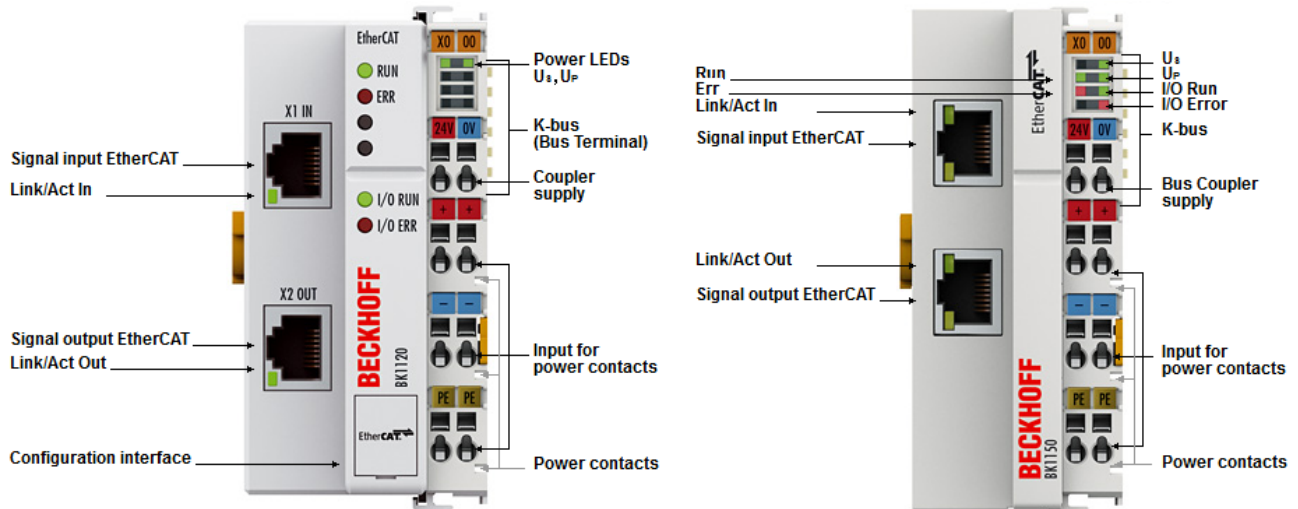 EtherCAT
RUN
ERR
X1 IN
I/O RUN
I/O ERR
X2 OUT
BECKHOFF
BK1120
EtherCAT
X0 00
24V 0V
+ +
− −
PE PE
Signal input EtherCAT
Link/Act In
Signal output EtherCAT
Link/Act Out
Configuration interface
Power LEDs
Us, UP
K-bus
(Bus Terminal)
Coupler
supply
Input for
power contacts
Power contacts
Run
Err
Link/Act In
Signal input EtherCAT
Link/Act Out
Signal output EtherCAT
EtherCAT
BECKHOFF
BK1150
X0 00
24V 0V
+ +
− −
PE PE
Us
UP
I/O Run
I/O Error
K-bus
Bus Coupler
supply
Input for
power contacts
Power contacts